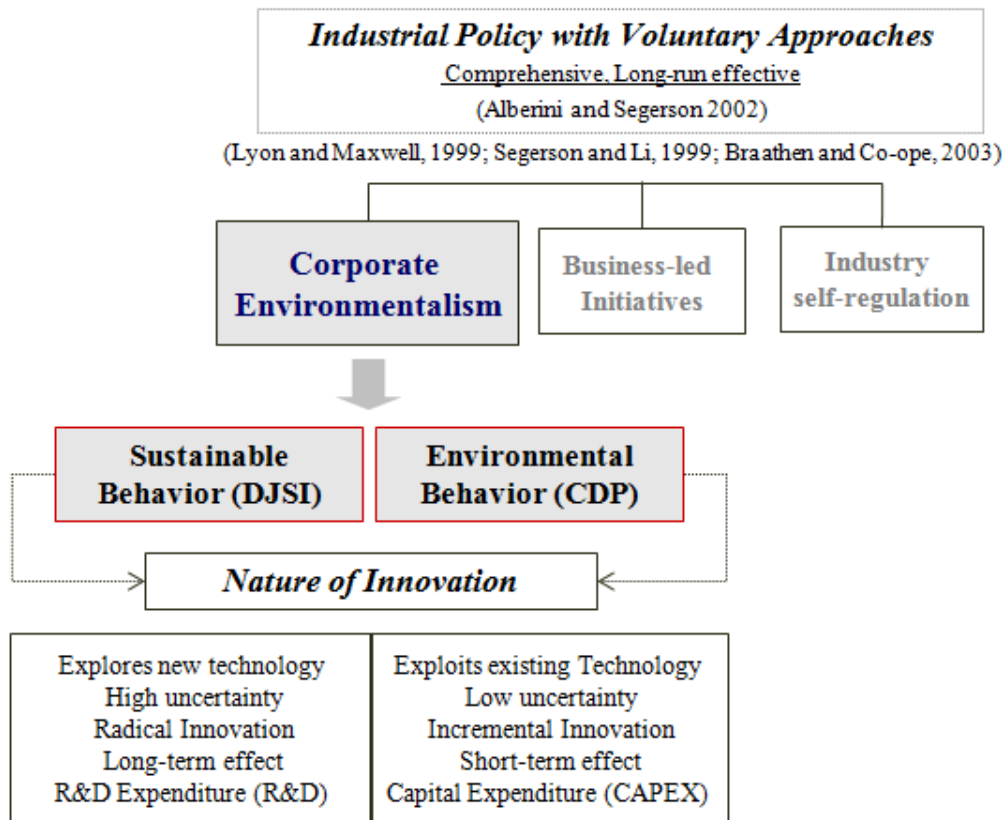 Industrial Policy with Voluntary Approaches
Comprehensive, Long-run effective
(Alberini and Segerson 2002)
(Lyon and Maxwell, 1999; Segerson and Li, 1999; Braathen and Co-ope, 2003)
Corporate
Environmentalism
Business-led
Initiatives
Industry
self-regulation
Sustainable
Behavior (DJSI)
Environmental
Behavior (CDP)
Nature of Innovation
Explores new technology
High uncertainty
Radical Innovation
Long-term effect
R&D Expenditure (R&D)
Exploits existing Technology
Low uncertainty
Incremental Innovation
Short-term effect
Capital Expenditure (CAPEX)